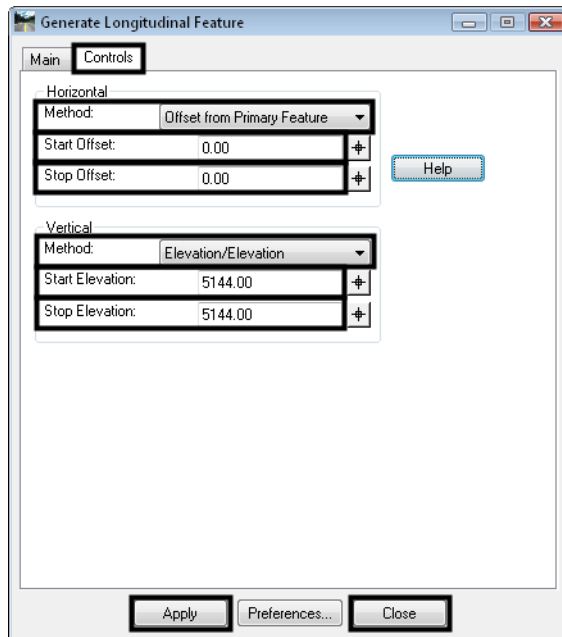 Generate Longitudinal Feature
Main Controls
Horizontal
Method: Offset from Primary Feature
Start Offset: 0.00
Stop Offset: 0.00
Help
Vertical
Method: Elevation/Elevation
Start Elevation: 5144.00
Stop Elevation: 5144.00
Apply Preferences... Close